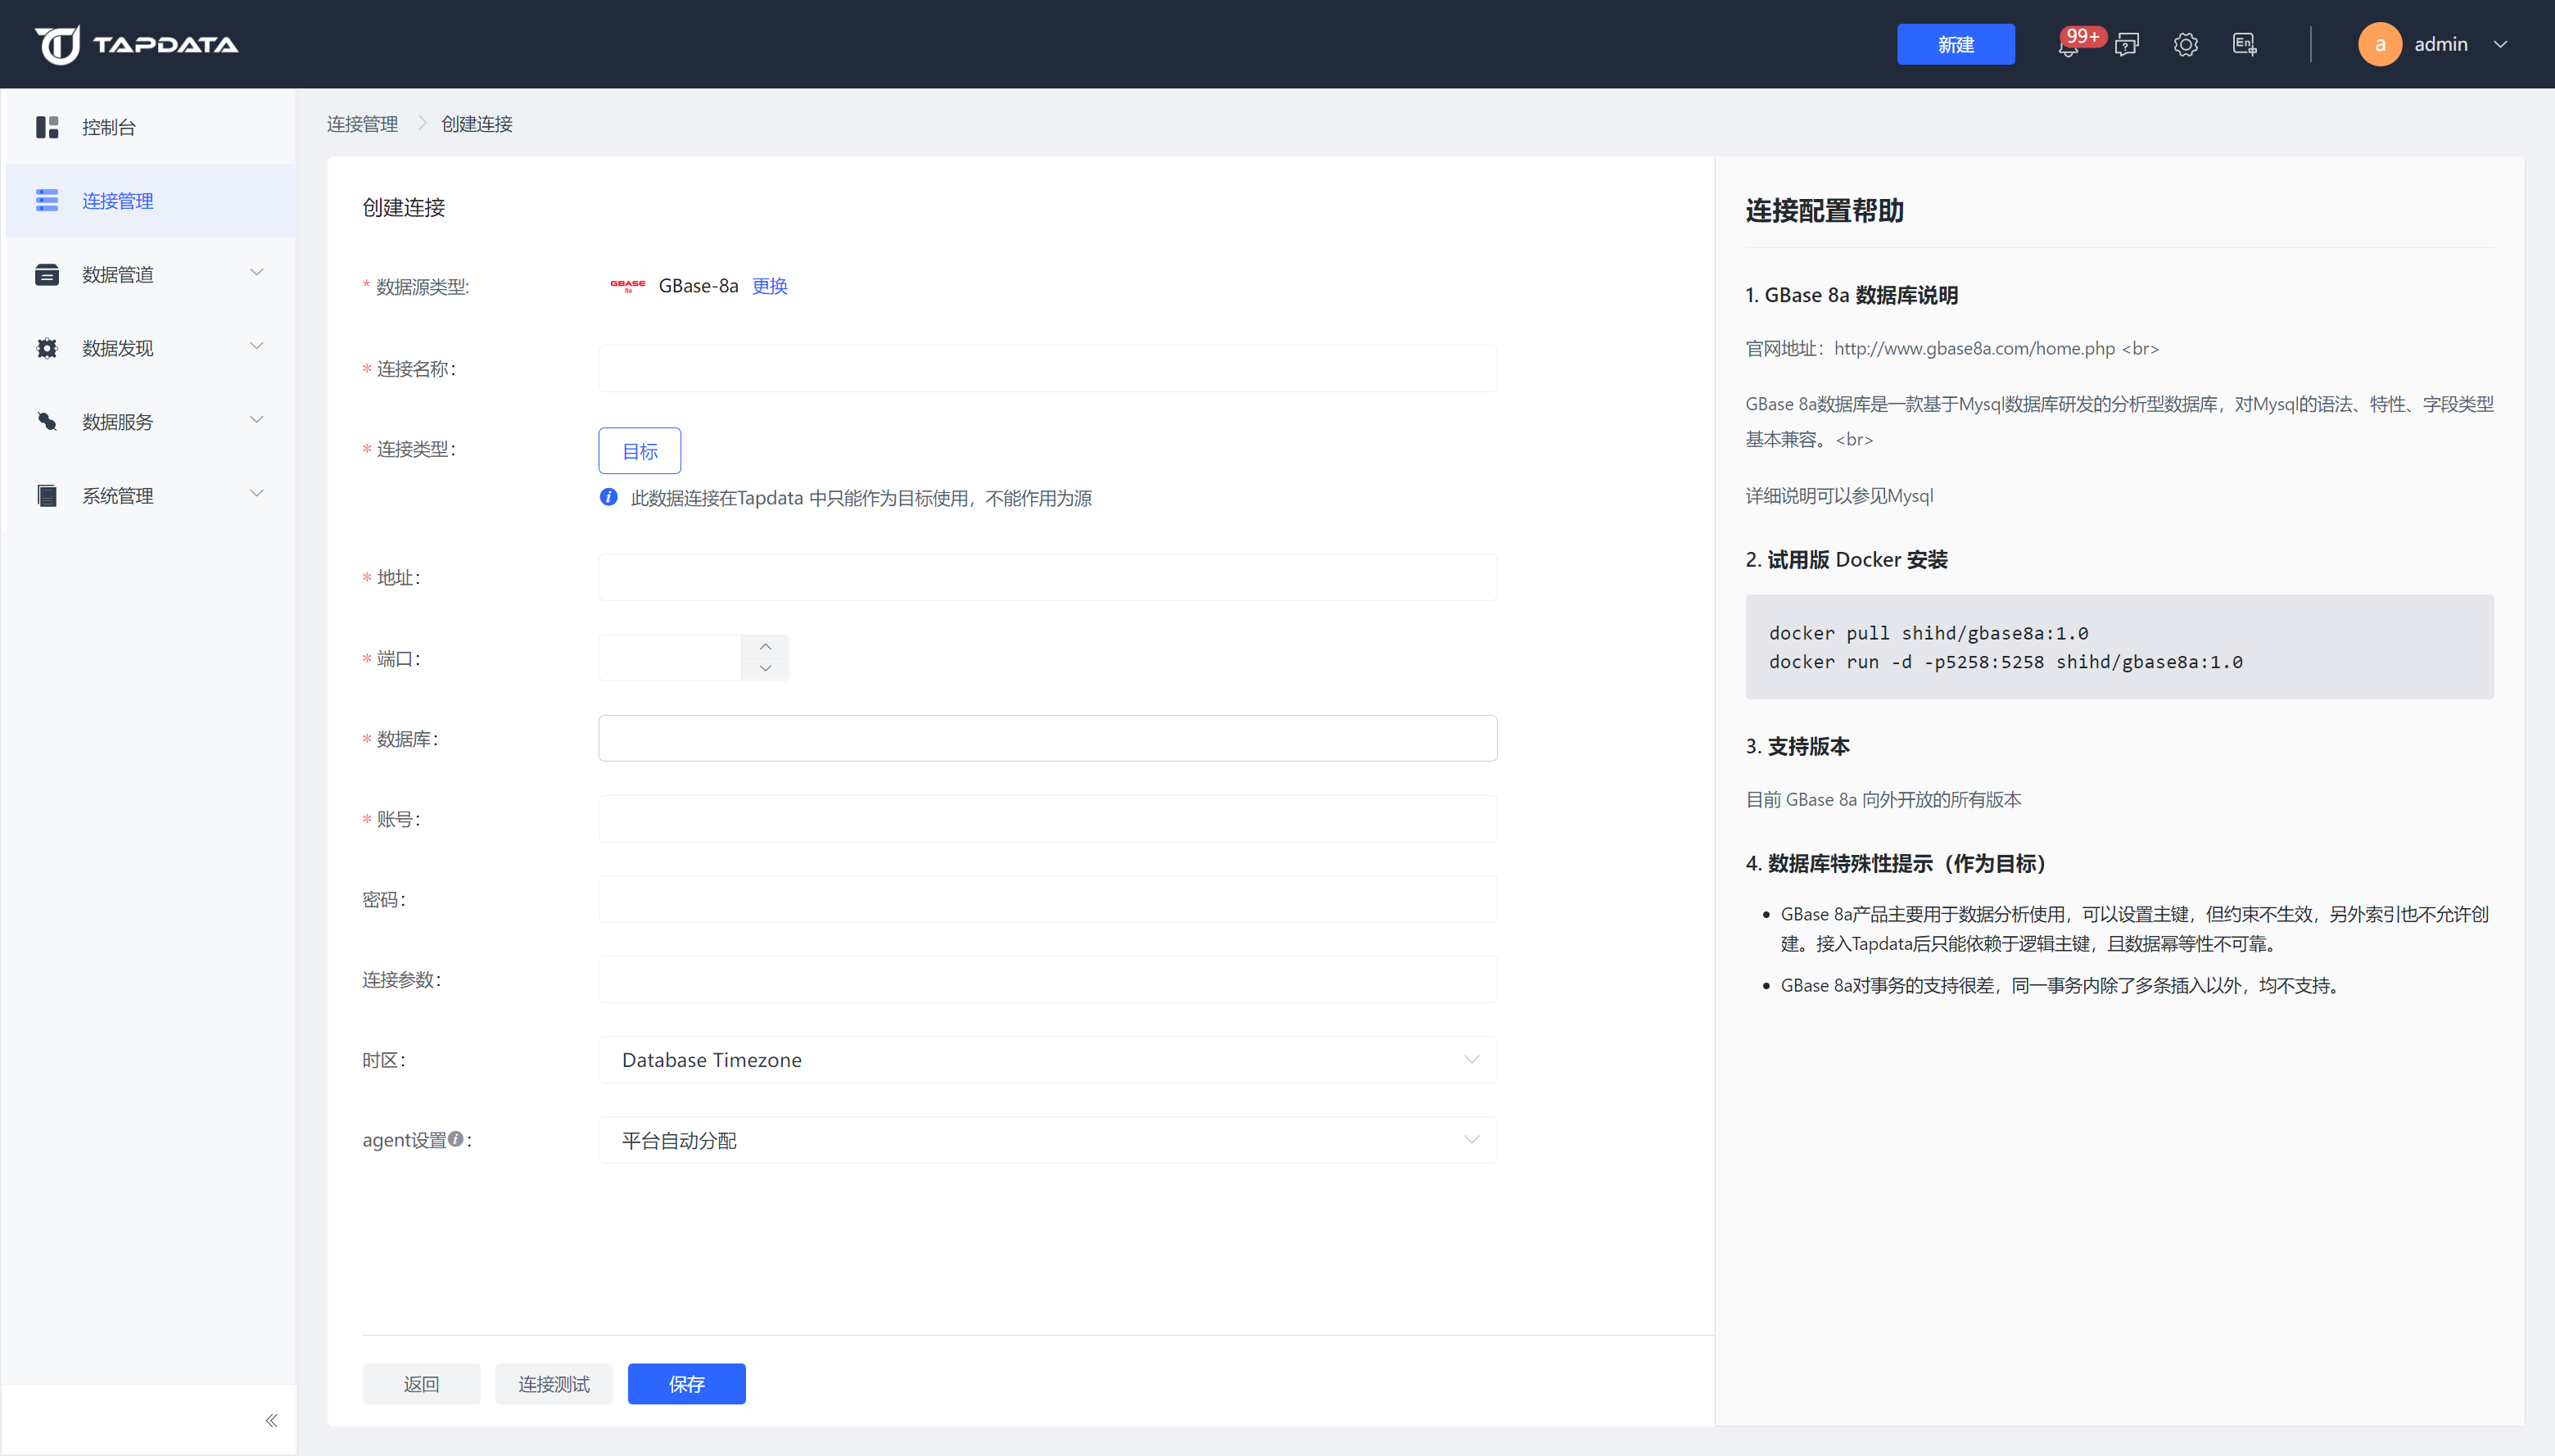 TAPDATA
新建
99+
En
a
admin
控制台
连接管理
数据管道
数据发现
数据服务
系统管理
连接管理
创建连接
创建连接
* 数据源类型:
GBASE
8a
GBase-8a
更换
* 连接名称:
* 连接类型:
目标
此数据连接在Tapdata 中只能作为目标使用，不能作用为源
* 地址:
* 端口:
* 数据库:
* 账号:
密码:
连接参数:
时区:
Database Timezone
agent设置:
平台自动分配
返回
连接测试
保存
连接配置帮助
1. GBase 8a 数据库说明
官网地址：http://www.gbase8a.com/home.php <br>
GBase 8a数据库是一款基于Mysql数据库研发的分析型数据库，对Mysql的语法、特性、字段类型
基本兼容。<br>
详细说明可以参见Mysql
2. 试用版 Docker 安装
docker pull shihd/gbase8a:1.0
docker run -d -p5258:5258 shihd/gbase8a:1.0
3. 支持版本
目前 GBase 8a 向外开放的所有版本
4. 数据库特殊性提示（作为目标）
• GBase 8a产品主要用于数据分析使用，可以设置主键，但约束不生效，另外索引也不允许创
建。接入Tapdata后只能依赖于逻辑主键，且数据幂等性不可靠。
• GBase 8a对事务的支持很差，同一事务内除了多条插入以外，均不支持。